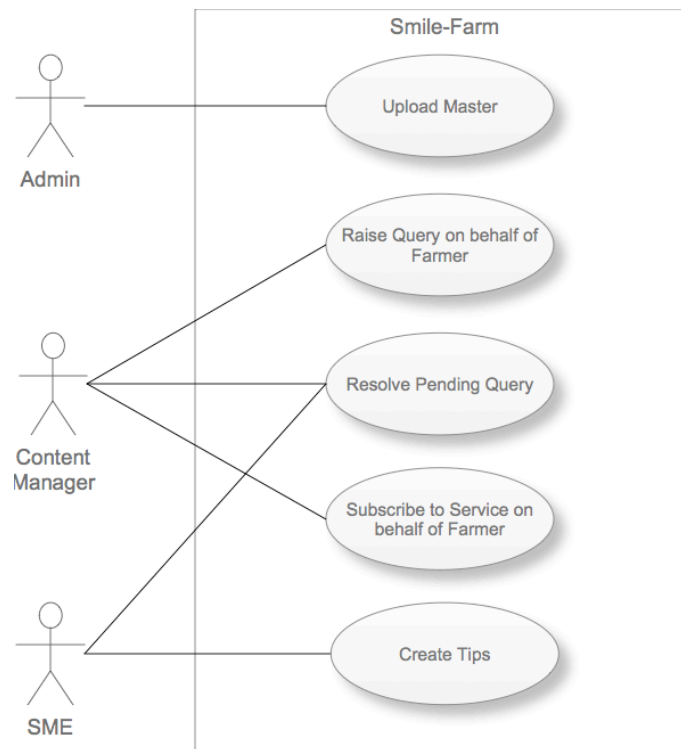 Smile-Farm
Upload Master
Admin
Raise Query on behalf of
Farmer
Resolve Pending Query
Content
Manager
Subscribe to Service on
behalf of Farmer
Create Tips
SME